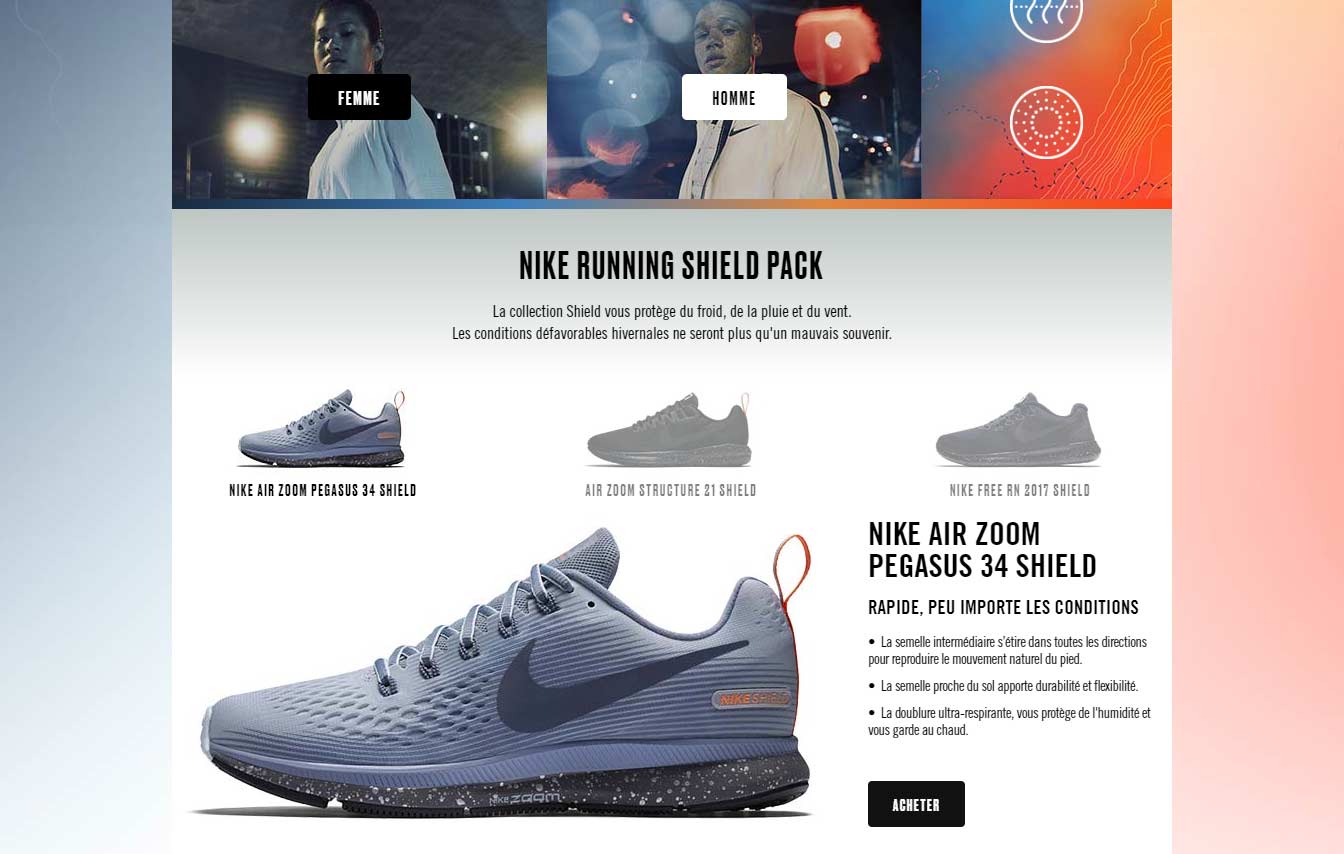 FEMME
HOMME
NIKE RUNNING SHIELD PACK
La collection Shield vous protège du froid, de la pluie et du vent.
Les conditions défavorables hivernales ne seront plus qu'un mauvais souvenir.
NIKE AIR ZOOM PEGASUS 34 SHIELD
AIR ZOOM STRUCTURE 21 SHIELD
NIKE FREE RN 2017 SHIELD
NIKE AIR ZOOM
PEGASUS 34 SHIELD
RAPIDE, PEU IMPORTE LES CONDITIONS
• La semelle intermédiaire s'étire dans toutes les directions
pour reproduire le mouvement naturel du pied.
• La semelle proche du sol apporte durabilité et flexibilité.
• La doublure ultra-respirante, vous protège de l'humidité et
vous garde au chaud.
NIKE SHIELD
NIKE ZOOM
ACHETER